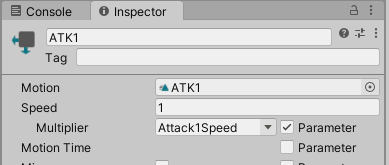 Console Inspector
ATK1
Tag
Motion ATK1
Speed 1
Multiplier Attack1Speed Parameter
Motion Time Parameter